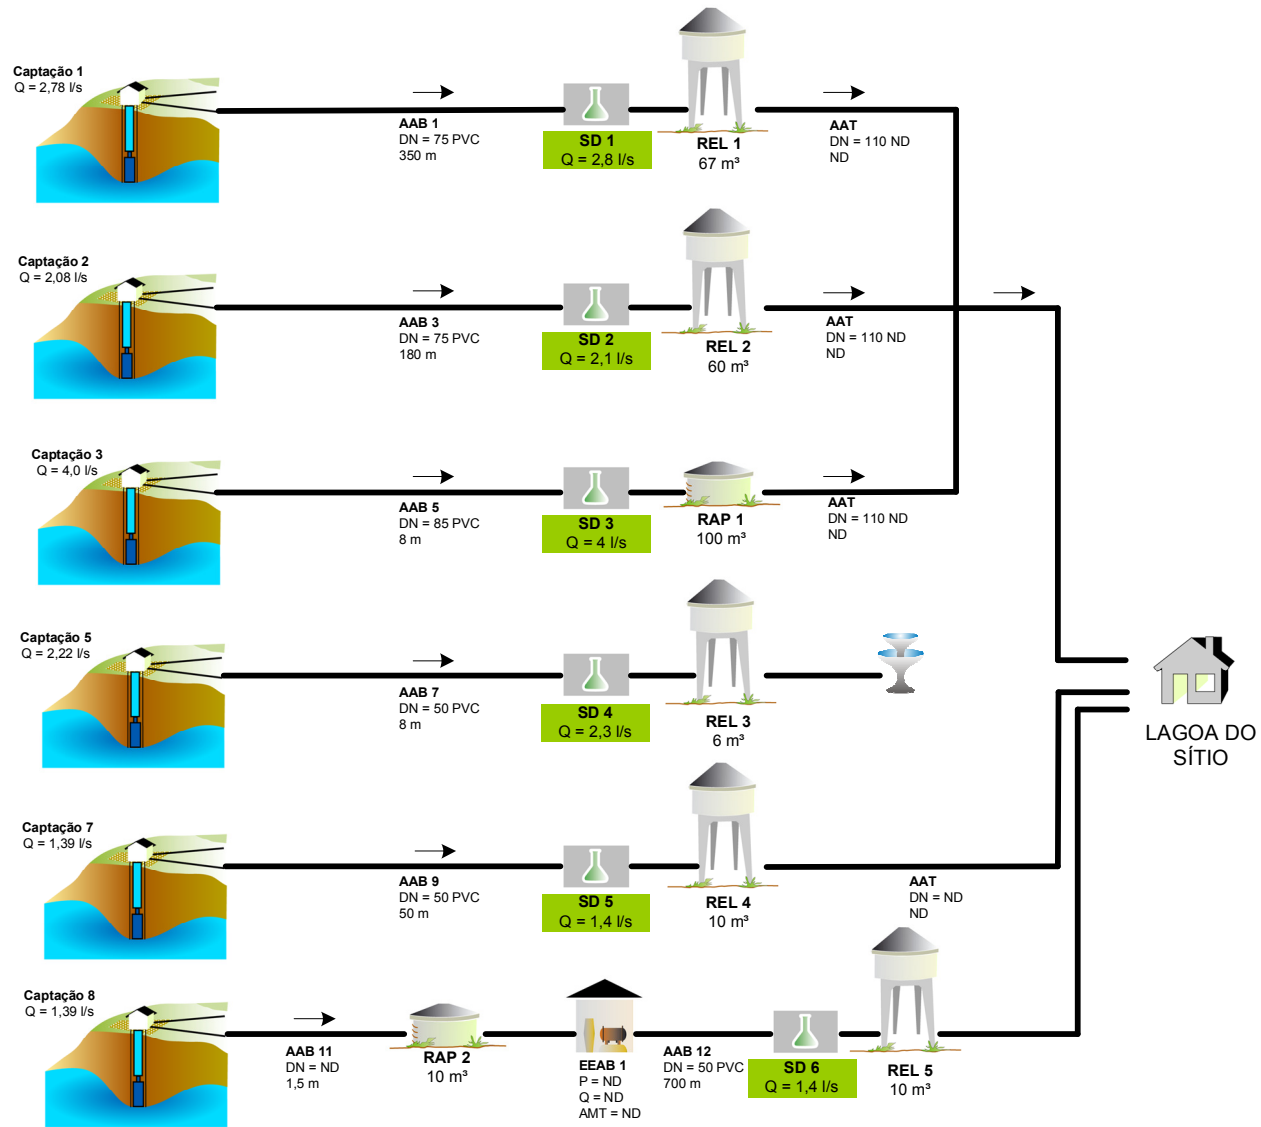 Captação 1
Q = 2,78 l/s
AAB 1
DN = 75 PVC
350 m
SD 1
Q = 2,8 l/s
REL 1
67 m³
AAT
DN = 110 ND
ND
Captação 2
Q = 2,08 l/s
AAB 3
DN = 75 PVC
180 m
SD 2
Q = 2,1 l/s
REL 2
60 m³
AAT
DN = 110 ND
ND
Captação 3
Q = 4,0 l/s
AAB 5
DN = 85 PVC
8 m
SD 3
Q = 4 l/s
RAP 1
100 m³
AAT
DN = 110 ND
ND
Captação 5
Q = 2,22 l/s
AAB 7
DN = 50 PVC
8 m
SD 4
Q = 2,3 l/s
REL 3
6 m³
LAGOA DO
SÍTIO
Captação 7
Q = 1,39 l/s
AAB 9
DN = 50 PVC
50 m
SD 5
Q = 1,4 l/s
REL 4
10 m³
AAT
DN = ND
ND
Captação 8
Q = 1,39 l/s
AAB 11
DN = ND
1,5 m
RAP 2
10 m³
EEAB 1
P = ND
Q = ND
AMT = ND
AAB 12
DN = 50 PVC
700 m
SD 6
Q = 1,4 l/s
REL 5
10 m³